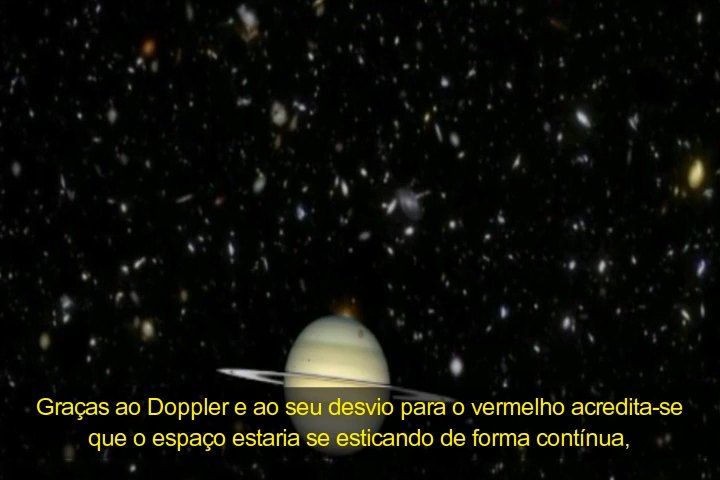 Graças ao Doppler e ao seu desvio para o vermelho acredita-se
que o espaço estaria se esticando de forma contínua,